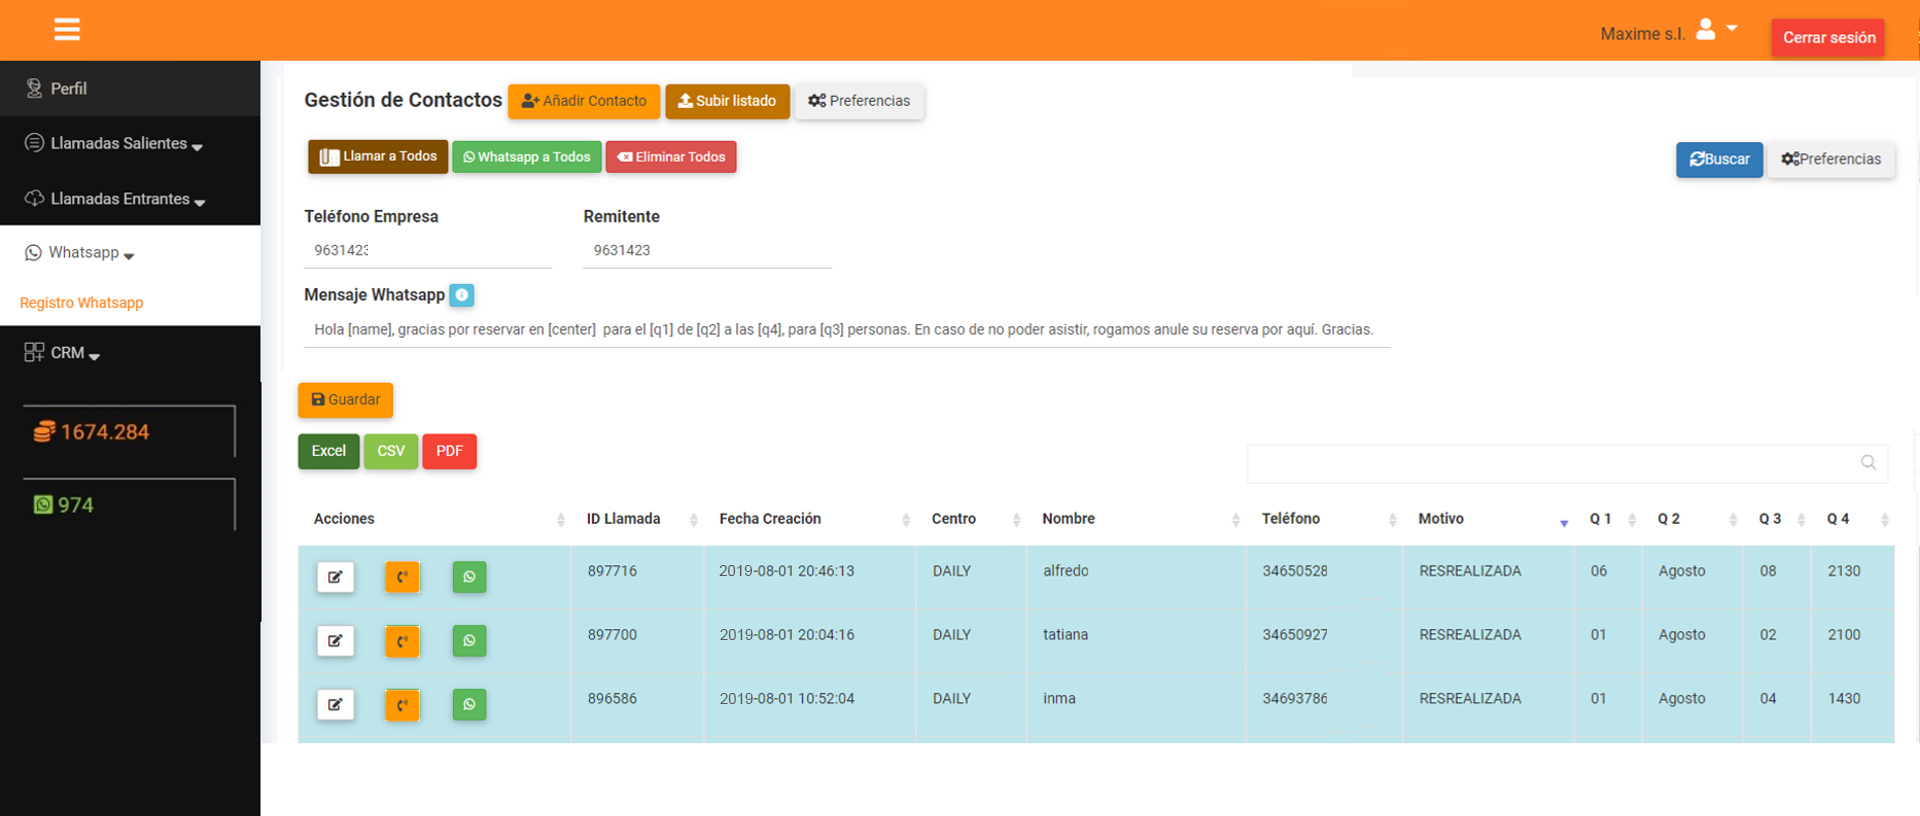 Maxime s.l.
Cerrar sesión
Perfil
Llamadas Salientes
Llamadas Entrantes
Whatsapp
Registro Whatsapp
CRM
1674.284
974
Gestión de Contactos
Añadir Contacto
Subir listado
Preferencias
Llamar a Todos
Whatsapp a Todos
Eliminar Todos
Buscar
Preferencias
Teléfono Empresa
Remitente
9631423
9631423
Mensaje Whatsapp
Hola [name], gracias por reservar en [center] para el [q1] de [q2] a las [q4], para [q3] personas. En caso de no poder asistir, rogamos anule su reserva por aquí. Gracias.
Guardar
Excel CSV PDF
Acciones ID Llamada Fecha Creación Centro Nombre Teléfono Motivo Q 1 Q 2 Q 3 Q 4
897716 2019-08-01 20:46:13 DAILY alfredo 34650528 RESREALIZADA 06 Agosto 08 2130
897700 2019-08-01 20:04:16 DAILY tatiana 34650927 RESREALIZADA 01 Agosto 02 2100
896586 2019-08-01 10:52:04 DAILY inma 34693786 RESREALIZADA 01 Agosto 04 1430